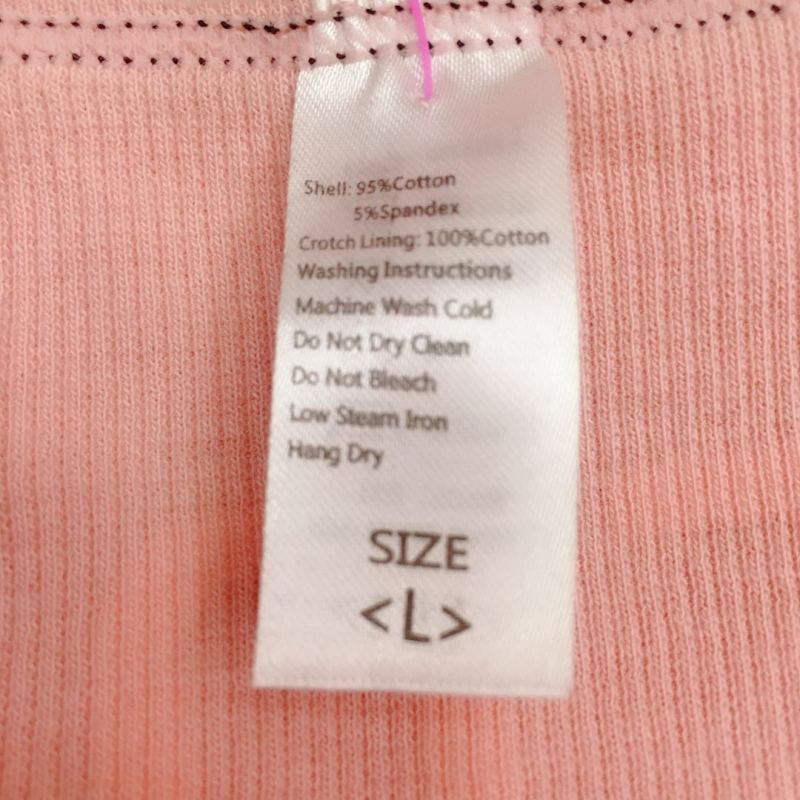 Shell: 95%Cotton
5%Spandex
Crotch Lining: 100%Cotton
Washing Instructions
Machine Wash Cold
Do Not Dry Clean
Do Not Bleach
Low Steam Iron
Hang Dry
SIZE
<L>